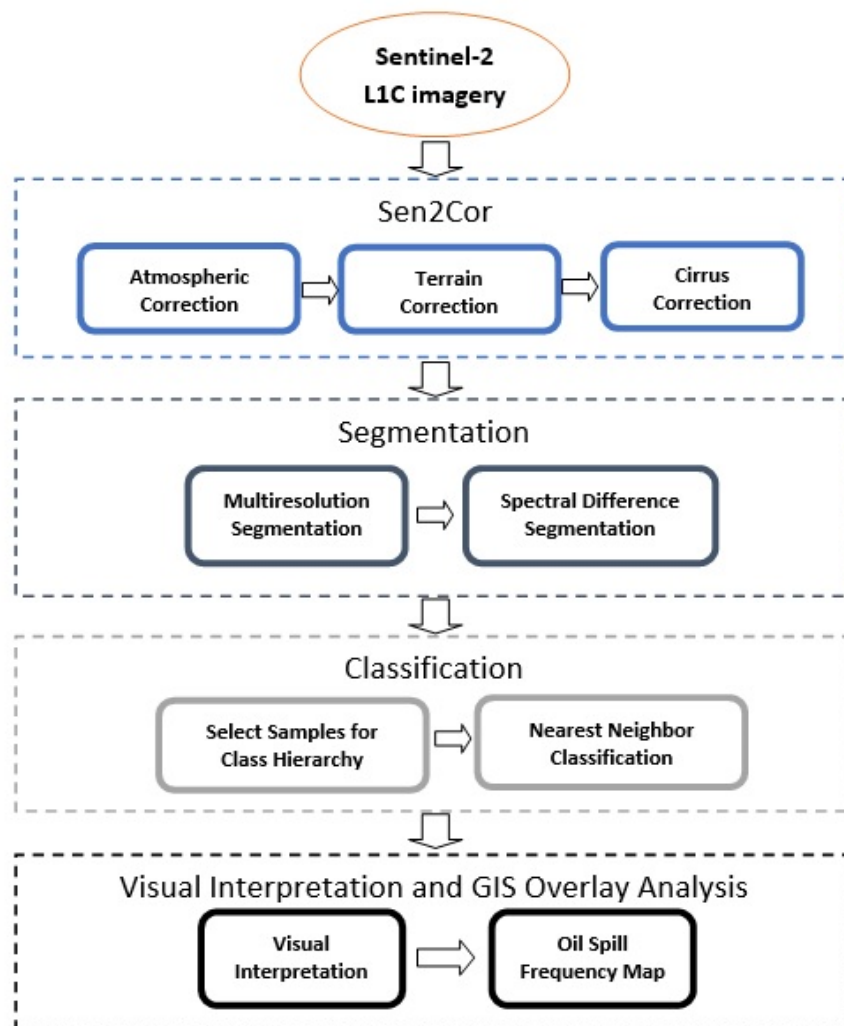 Sentinel-2
L1C imagery
Sen2Cor
Atmospheric
Correction
Terrain
Correction
Cirrus
Correction
Segmentation
Multiresolution
Segmentation
Spectral Difference
Segmentation
Classification
Select Samples for
Class Hierarchy
Nearest Neighbor
Classification
Visual Interpretation and GIS Overlay Analysis
Visual
Interpretation
Oil Spill
Frequency Map